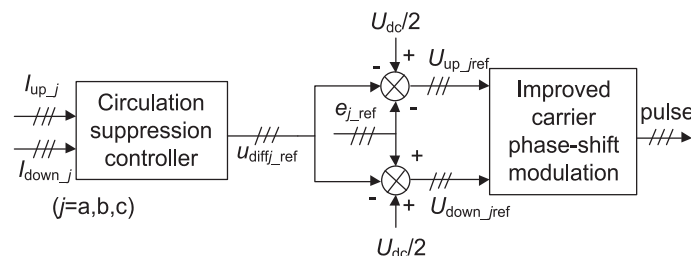 U_dc/2
I_up_j
Circulation
suppression
controller
I_down_j
(j=a,b,c)
u_diffj_ref
e_j_ref
-
+
-
U_up_jref
+
-
+
U_down_jref
U_dc/2
Improved
carrier
phase-shift
modulation
pulse